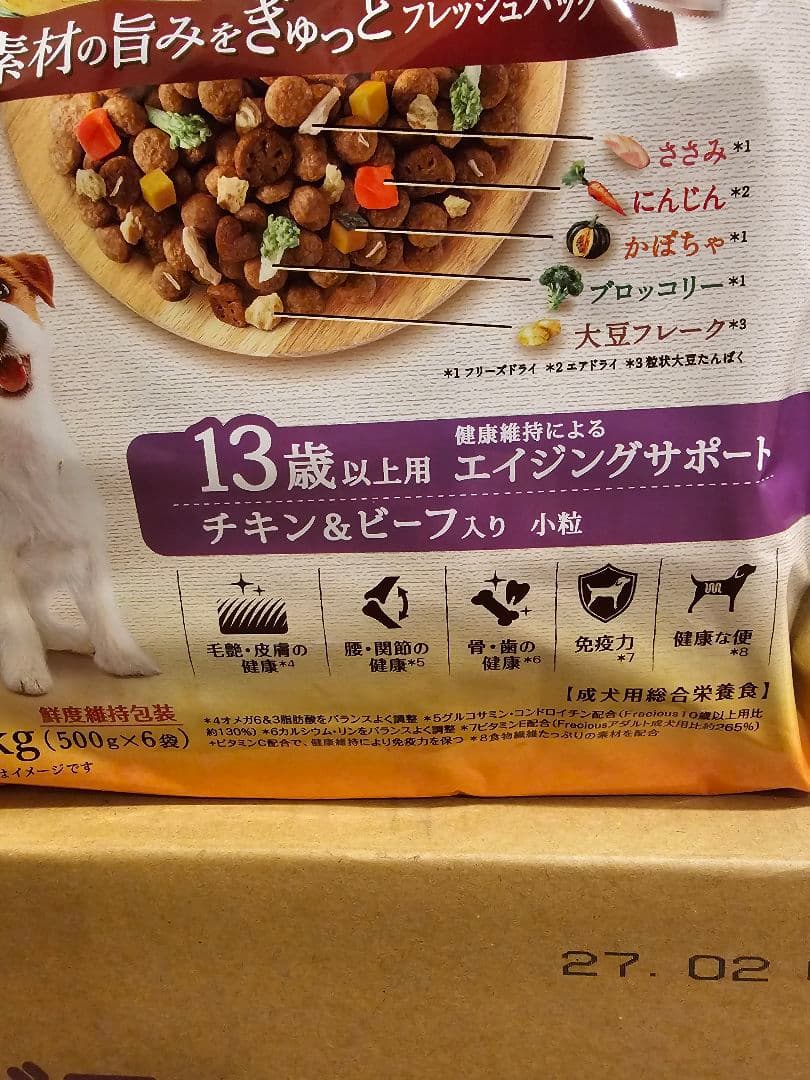 素材の旨みをぎゅっとフレッシュパック
ささみ*1
にんじん*2
かぼちゃ*1
ブロッコリー*1
大豆フレーク*3
*1 フリーズドライ *2 エアドライ *3 粒状大豆たんぱく
13歳以上用 健康維持による
エイジングサポート
チキン&ビーフ入り 小粒
毛艶・皮膚の
健康*4
腰・関節の
健康*5
骨・歯の
健康*6
免疫力
*7
健康な便
*8
【成犬用総合栄養食】
鮮度維持包装
kg(500g×6袋)
はイメージです
*4オメガ6&3脂肪酸をバランスよく調整 *5グルコサミン・コンドロイチン配合(Frecious10歳以上用比
約130%) *6カルシウム・リンをバランスよく調整 *7ビタミンE配合(Freciousアダルト成犬用比約265%)
+ビタミンC配合で、健康維持により免疫力を保つ *8食物繊維たっぷりの素材を配合
27. 02